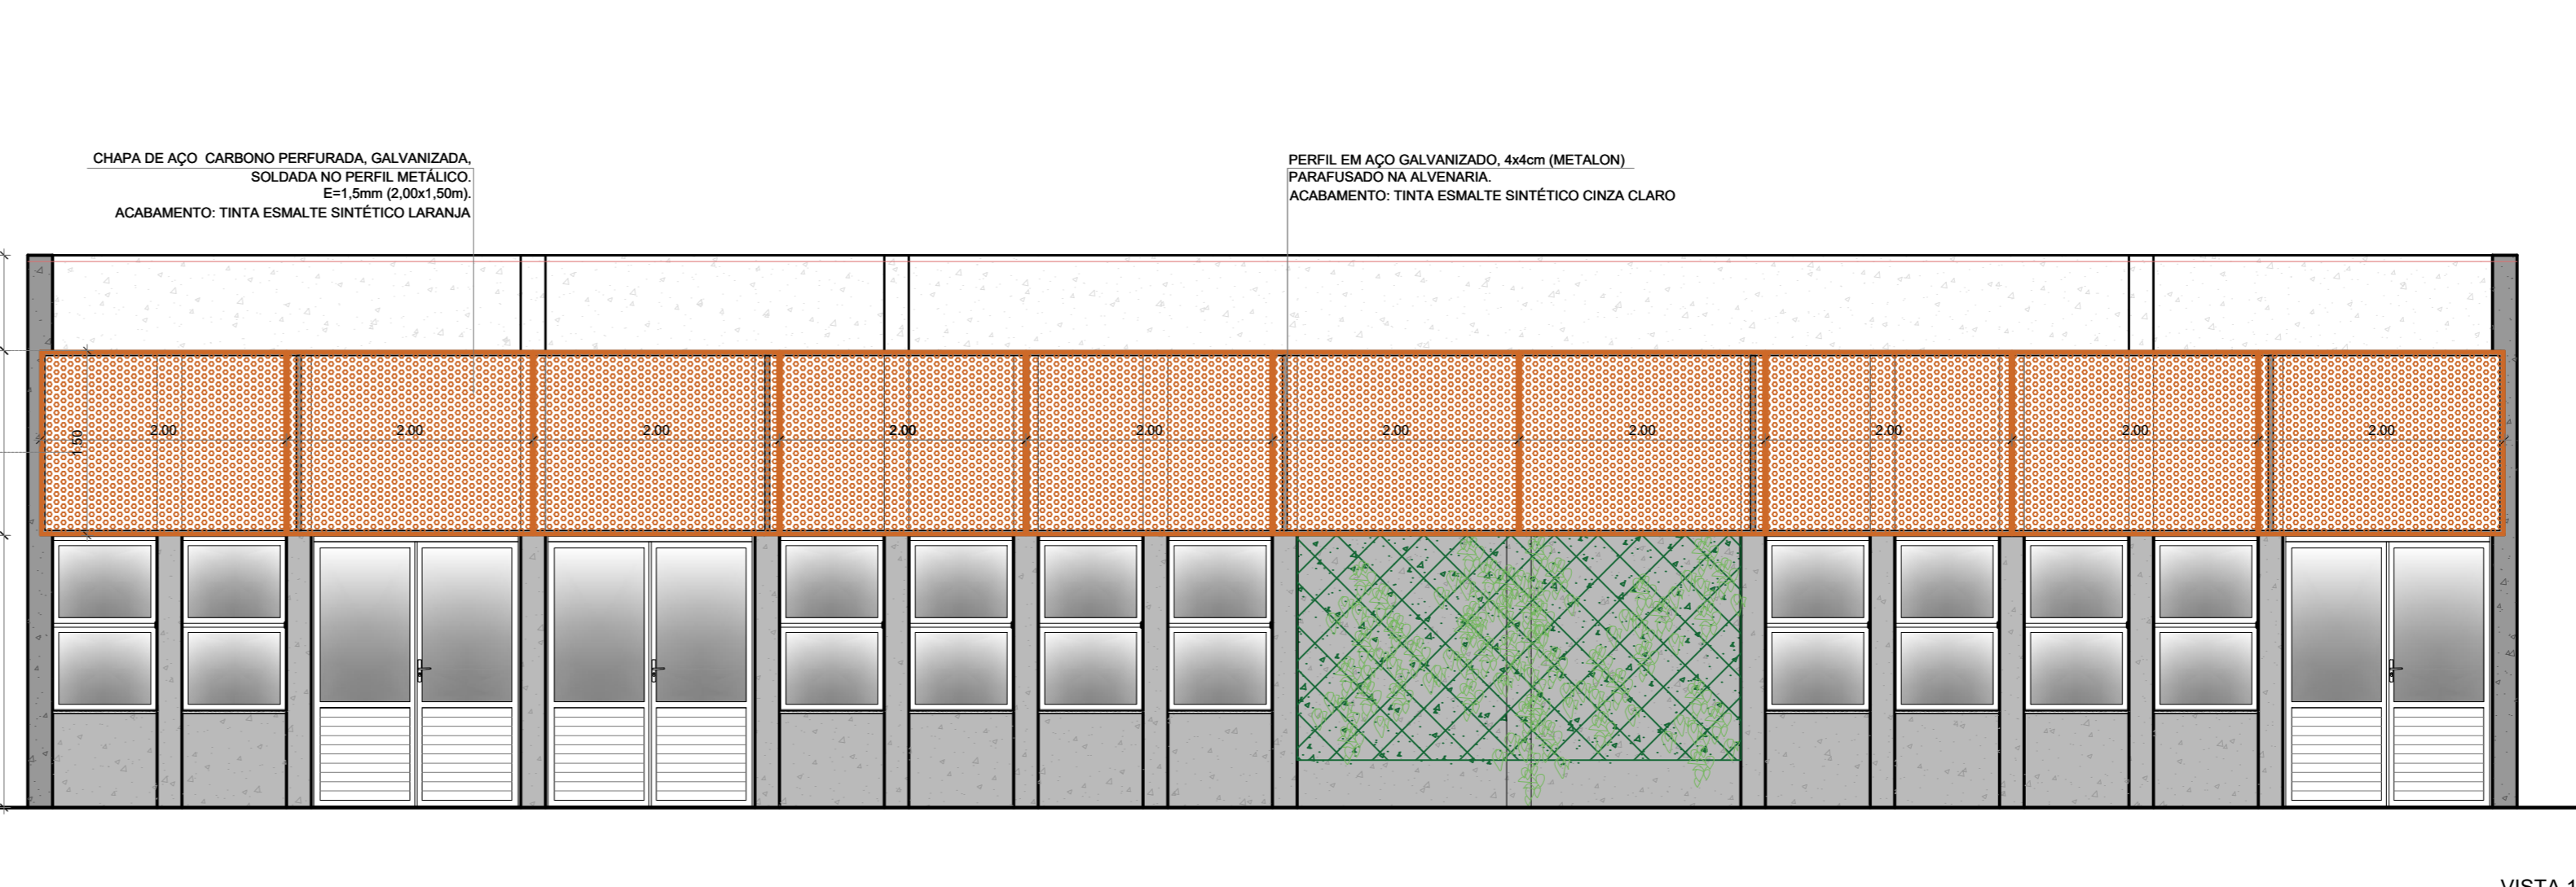 CHAPA DE AÇO CARBONO PERFURADA, GALVANIZADA,
SOLDADA NO PERFIL METÁLICO.
E=1,5mm (2,00x1,50m).
ACABAMENTO: TINTA ESMALTE SINTÉTICO LARANJA
PERFIL EM AÇO GALVANIZADO, 4x4cm (METALON)
PARAFUSADO NA ALVENARIA.
ACABAMENTO: TINTA ESMALTE SINTÉTICO CINZA CLARO
1.50
2.00
2.00
2.00
2.00
2.00
2.00
2.00
2.00
2.00
2.00
VISTA 1